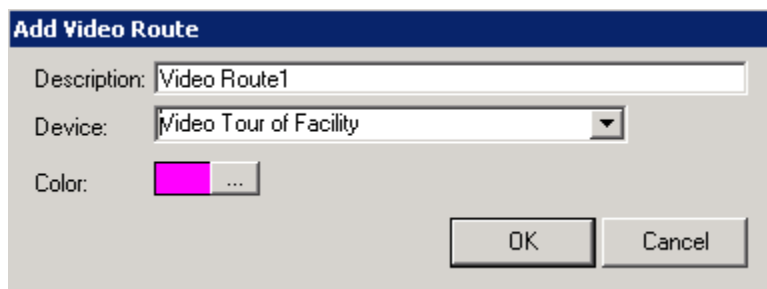 Add Video Route
Description: Video Route1
Device: Video Tour of Facility
Color: ...
OK Cancel